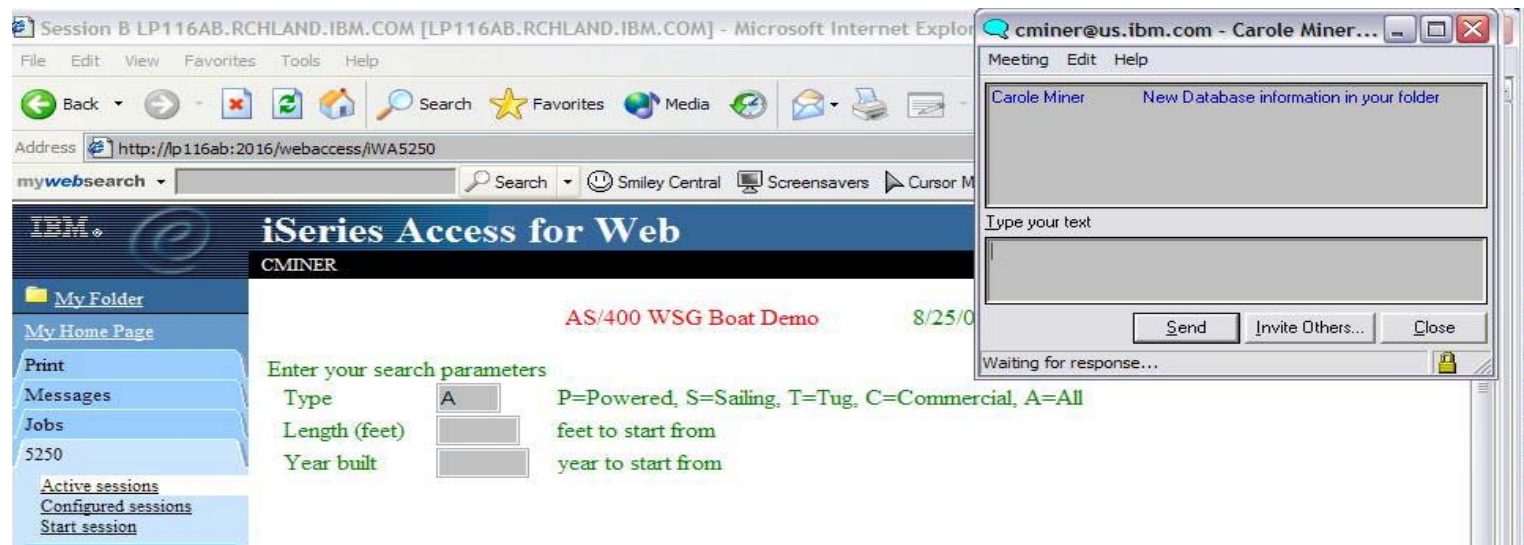 Session B LP116AB.RCHLAND.IBM.COM [LP116AB.RCHLAND.IBM.COM] - Microsoft Internet Explor
File Edit View Favorites Tools Help
Back Search Favorites Media
Address http://lp116ab:2016/webaccess/iWA5250
mywebsearch Search Smiley Central Screensavers Cursor M
IBM iSeries Access for Web
CMINER
My Folder
My Home Page
Print
Messages
Jobs
5250
Active sessions
Configured sessions
Start session
AS/400 WSG Boat Demo 8/25/0
Enter your search parameters
Type A P=Powered, S=Sailing, T=Tug, C=Commercial, A=All
Length (feet) feet to start from
Year built year to start from
cminer@us.ibm.com - Carole Miner...
Meeting Edit Help
Carole Miner New Database information in your folder
Type your text
Send Invite Others... Close
Waiting for response...